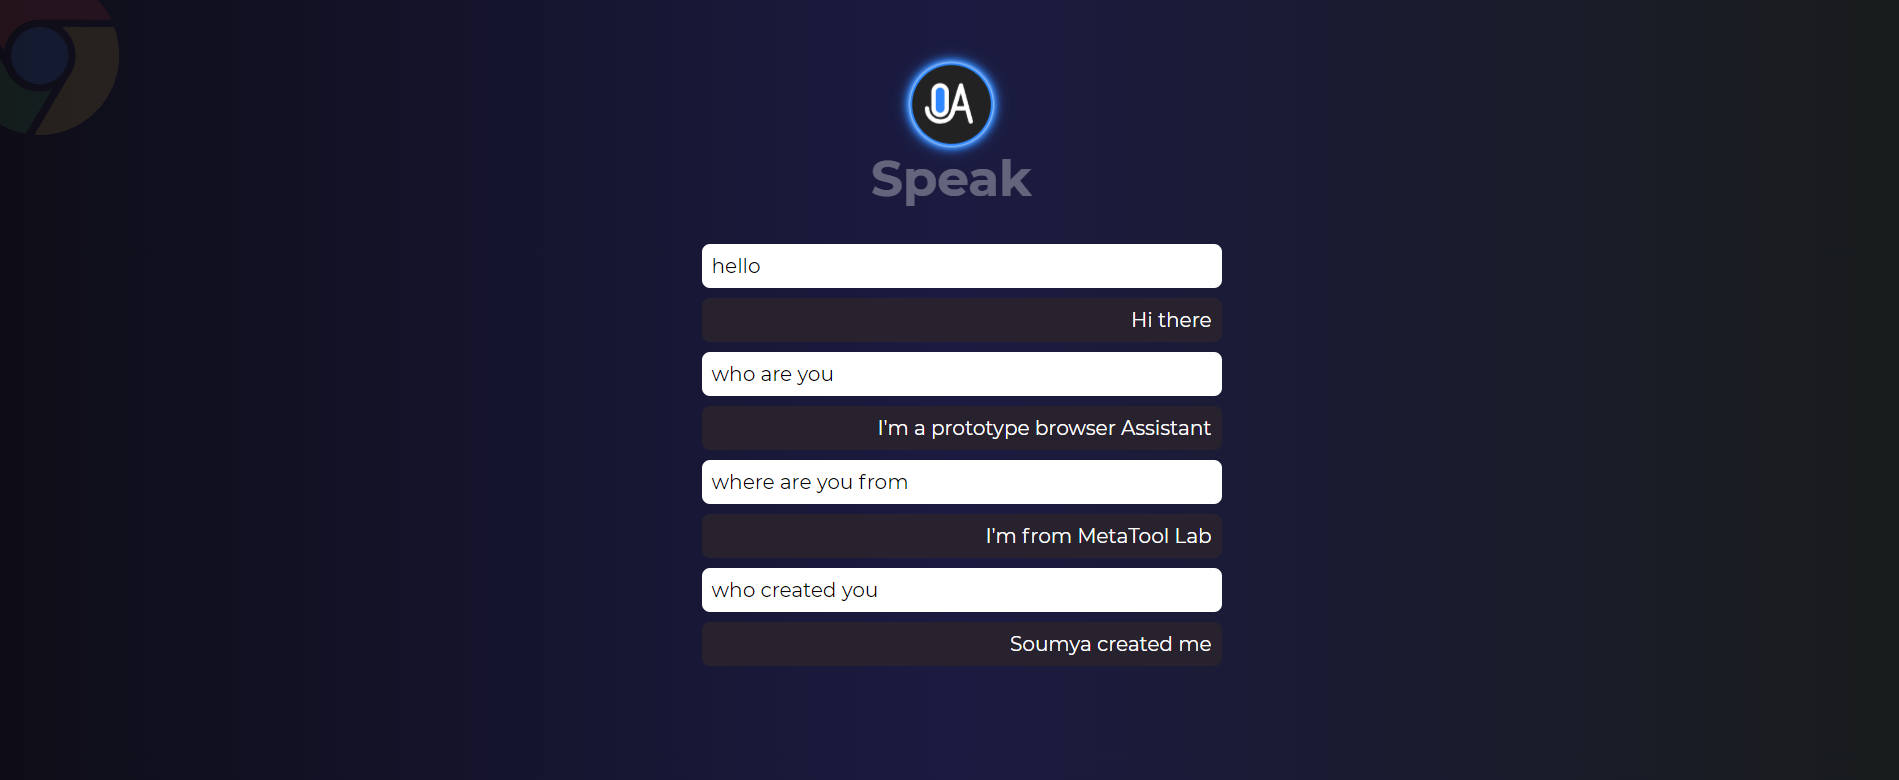 Speak
hello
Hi there
who are you
I'm a prototype browser Assistant
where are you from
I'm from MetaTool Lab
who created you
Soumya created me